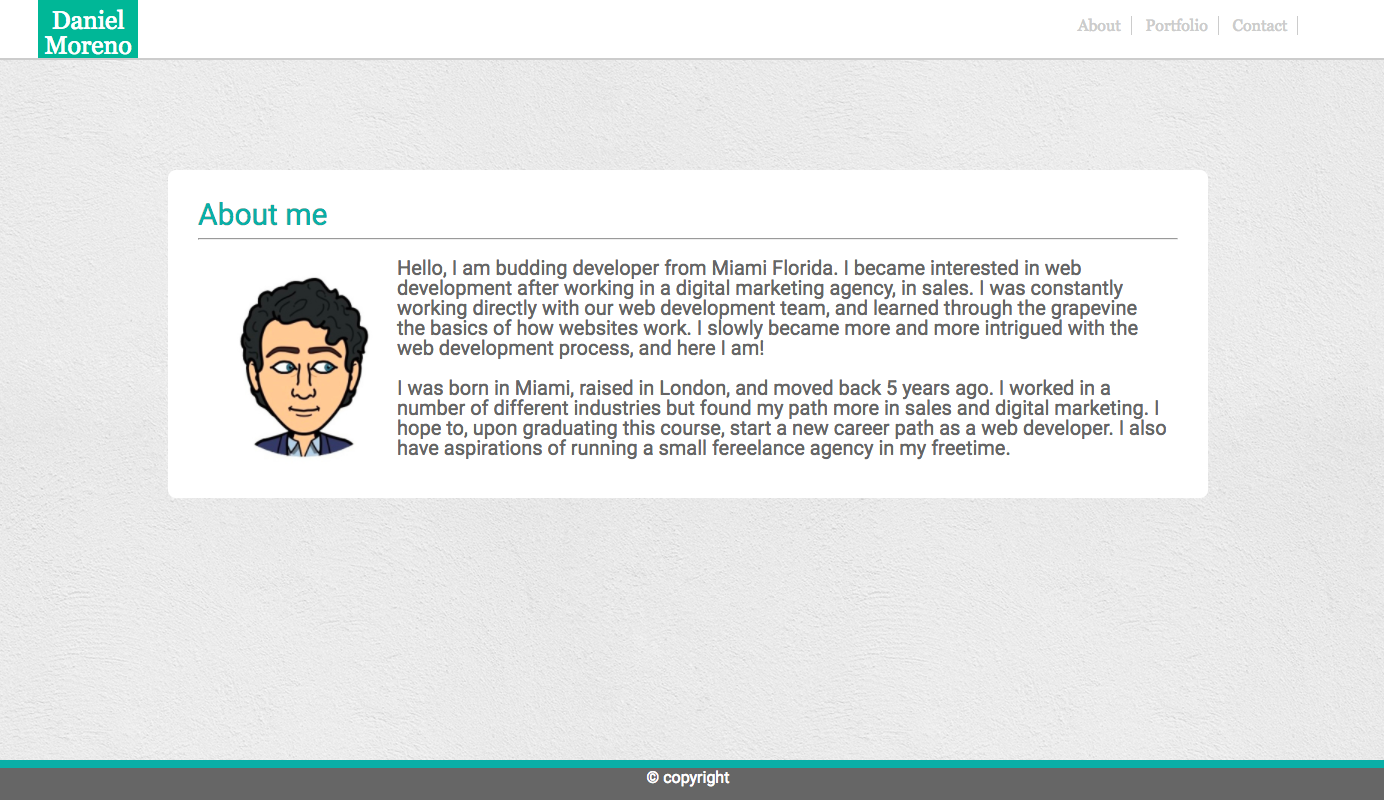 Daniel
Moreno
About
Portfolio
Contact
About me
Hello, I am budding developer from Miami Florida. I became interested in web
development after working in a digital marketing agency, in sales. I was constantly
working directly with our web development team, and learned through the grapevine
the basics of how websites work. I slowly became more and more intrigued with the
web development process, and here I am!
I was born in Miami, raised in London, and moved back 5 years ago. I worked in a
number of different industries but found my path more in sales and digital marketing. I
hope to, upon graduating this course, start a new career path as a web developer. I also
have aspirations of running a small fereelance agency in my freetime.
© copyright